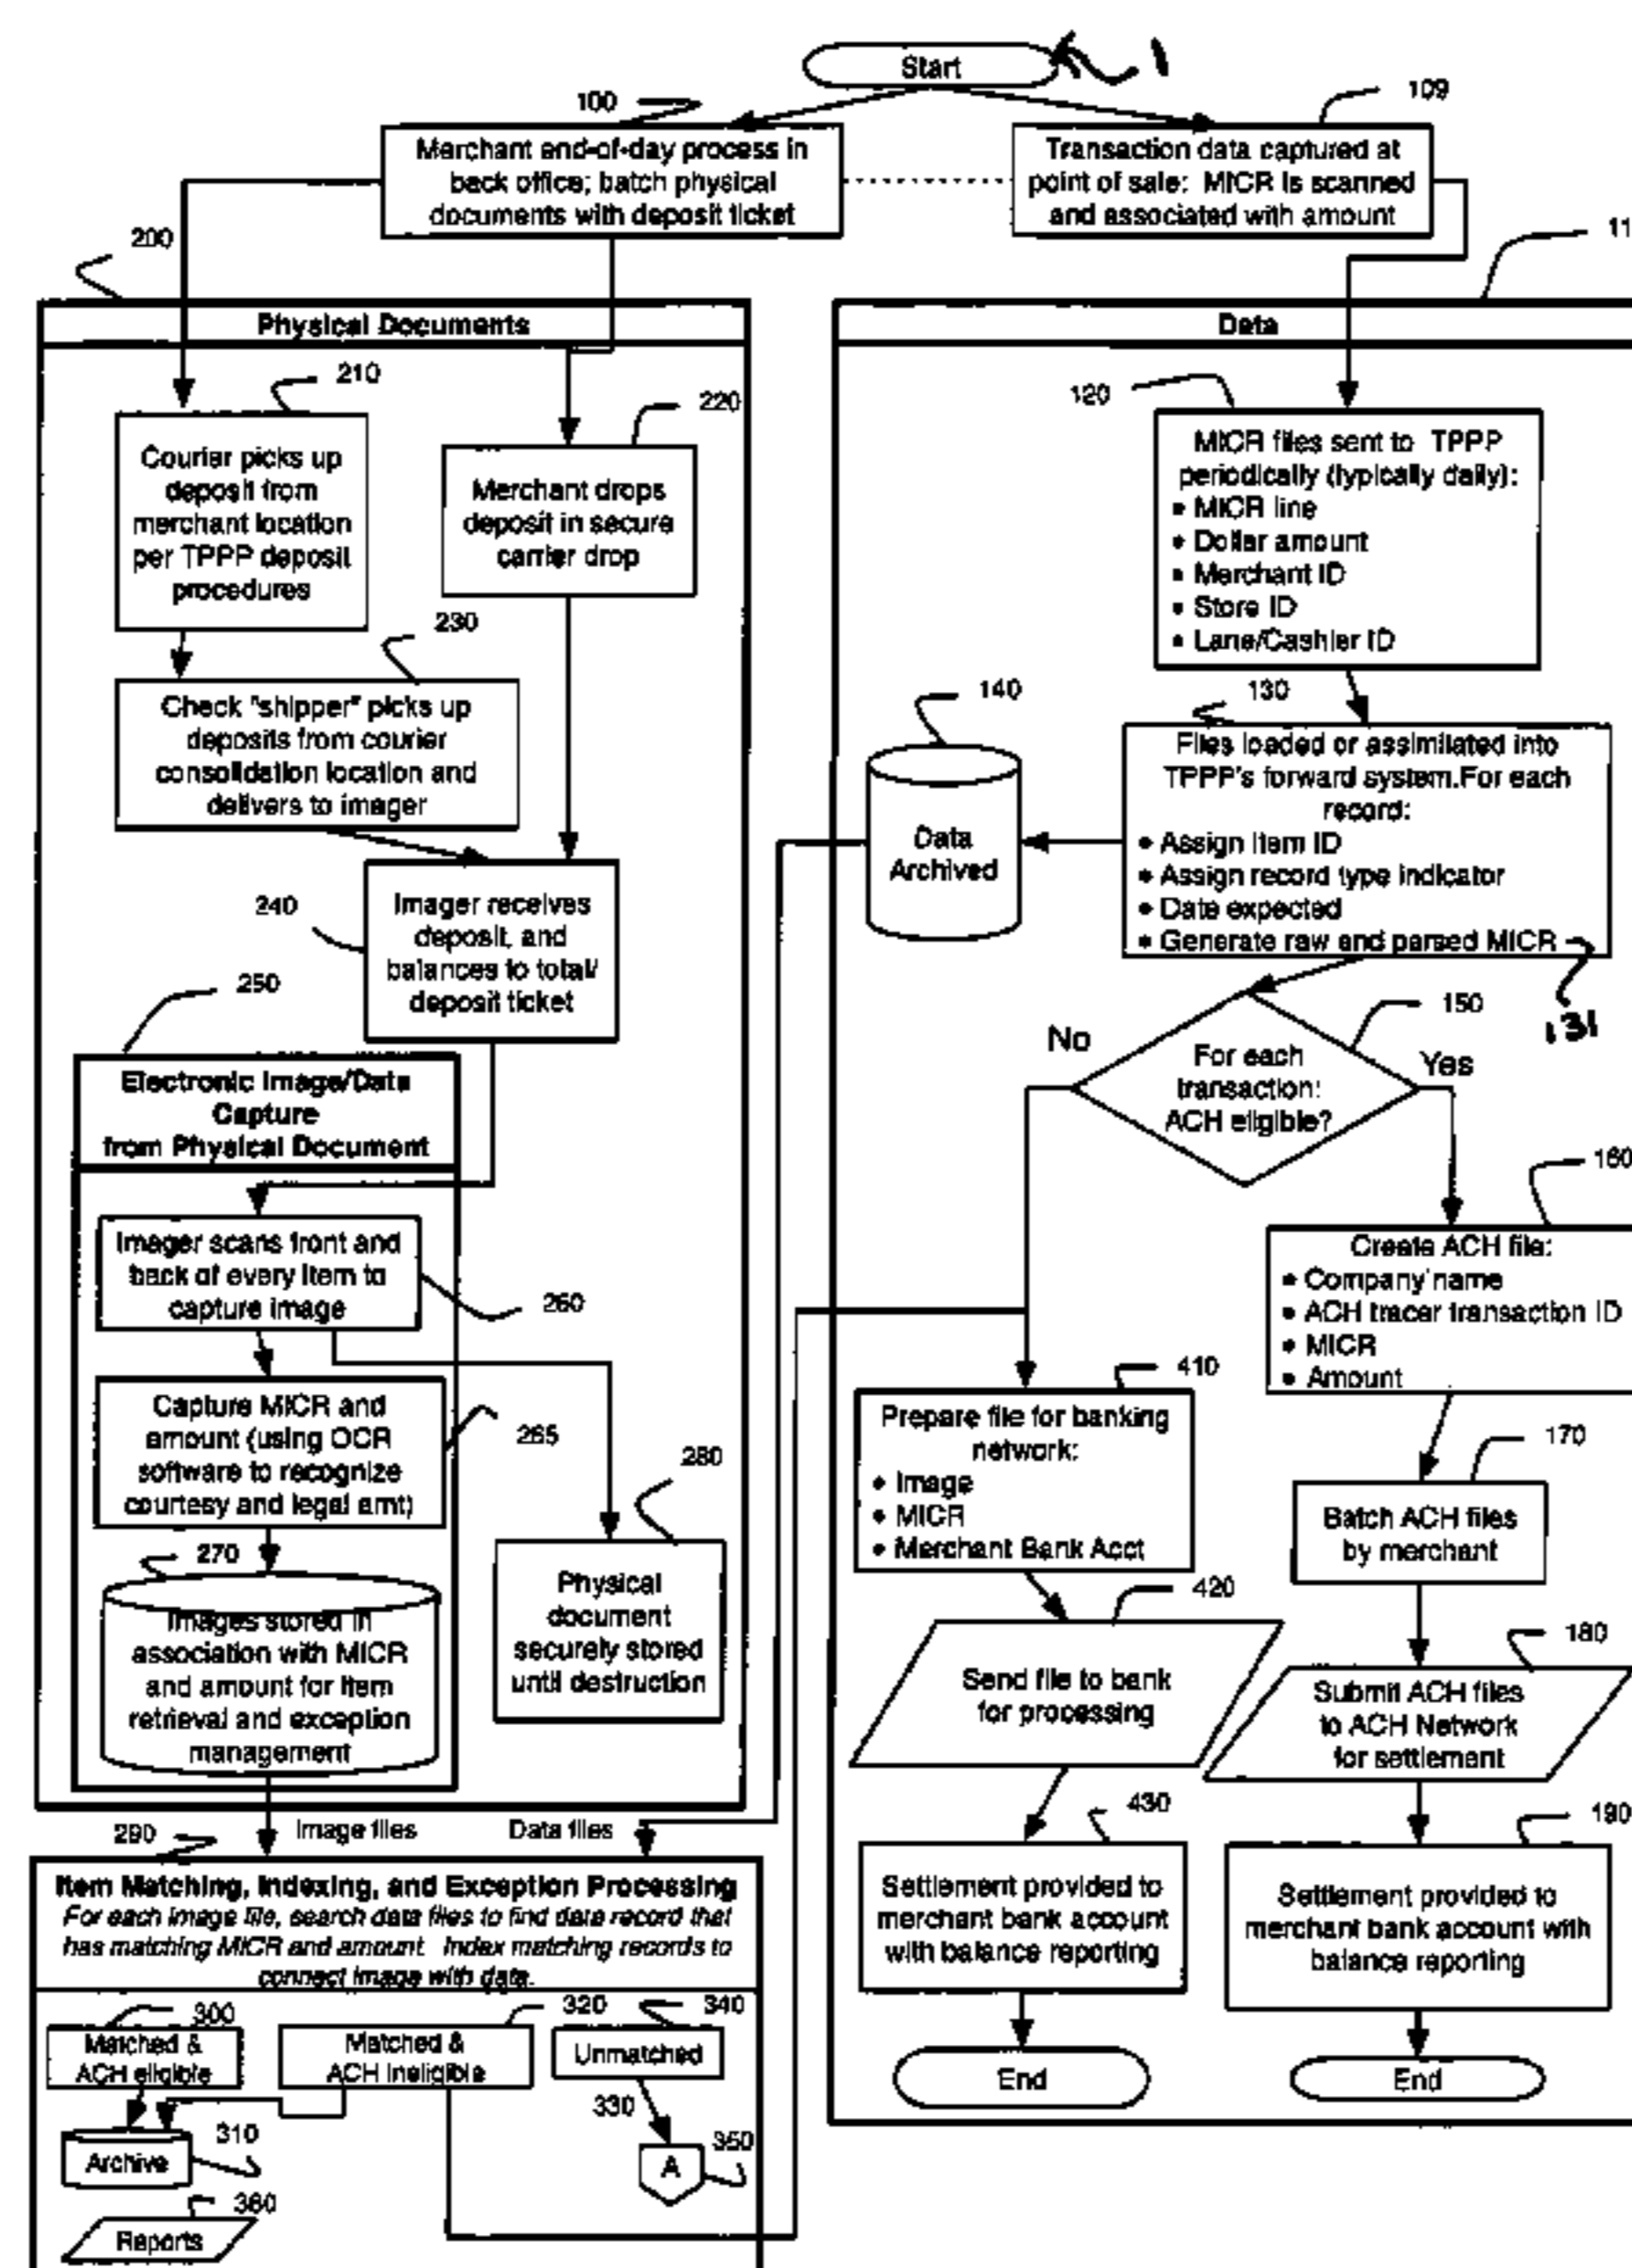 Start
1
100
109
Merchant end-of-day process in
back office; batch physical
documents with deposit ticket
Transaction data captured at
point of sale: MICR is scanned
and associated with amount
200
11
Physical Documents
210
220
Courier picks up
deposit from
merchant location
per TPPP deposit
procedures
Merchant drops
deposit in secure
carrier drop
230
Check "shipper" picks up
deposits from courier
consolidation location and
delivers to imager
240
Imager receives
deposit, and
balances to total/
deposit ticket
250
Electronic Image/Data
Capture
from Physical Document
Imager scans front and
back of every item to
capture image
260
Capture MICR and
amount (using OCR
software to recognize
courtesy and legal amt)
265
280
270
Images stored in
association with MICR
and amount for item
retrieval and exception
management
Physical
document
securely stored
until destruction
Data
120
MICR files sent to TPPP
periodically (typically daily):
• MICR line
• Dollar amount
• Merchant ID
• Store ID
• Lane/Cashier ID
140
130
Data
Archived
Files loaded or assimilated into
TPPP's forward system.For each
record:
• Assign item ID
• Assign record type indicator
• Date expected
• Generate raw and parsed MICR
131
150
No
For each
transaction:
ACH eligible?
Yes
160
Create ACH file:
• Company name
• ACH tracer transaction ID
• MICR
• Amount
410
Prepare file for banking
network:
• Image
• MICR
• Merchant Bank Acct
170
Batch ACH files
by merchant
420
Send file to bank
for processing
180
Submit ACH files
to ACH Network
for settlement
430
Settlement provided to
merchant bank account
with balance reporting
190
Settlement provided to
merchant bank account with
balance reporting
End
End
290
Image files
Data files
Item Matching, Indexing, and Exception Processing
For each image file, search data files to find data record that
has matching MICR and amount. Index matching records to
connect image with data.
300
320
340
Matched &
ACH eligible
Matched &
ACH ineligible
Unmatched
330
310
Archive
350
A
360
Reports